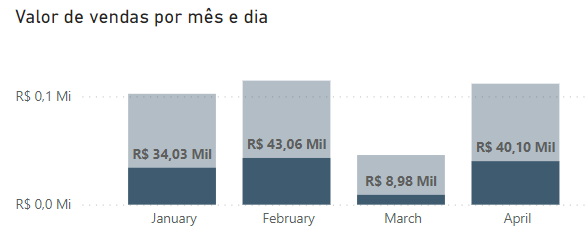 Valor de vendas por mês e dia
R$ 0,1 Mi
R$ 34,03 Mil
R$ 43,06 Mil
R$ 8,98 Mil
R$ 40,10 Mil
R$ 0,0 Mi
January
February
March
April